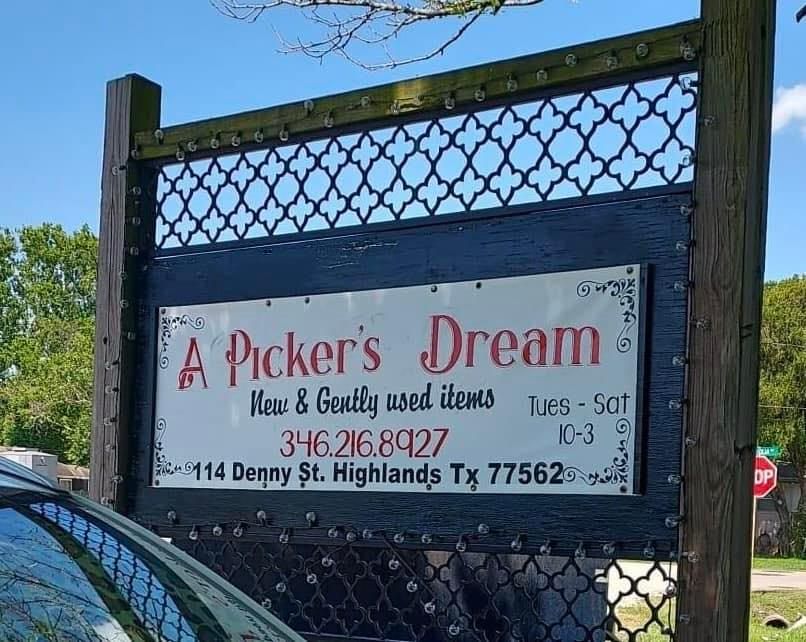 A Picker's Dream
New & Gently used items
Tues - Sat
10-3
346.216.8927
114 Denny St. Highlands Tx 77562